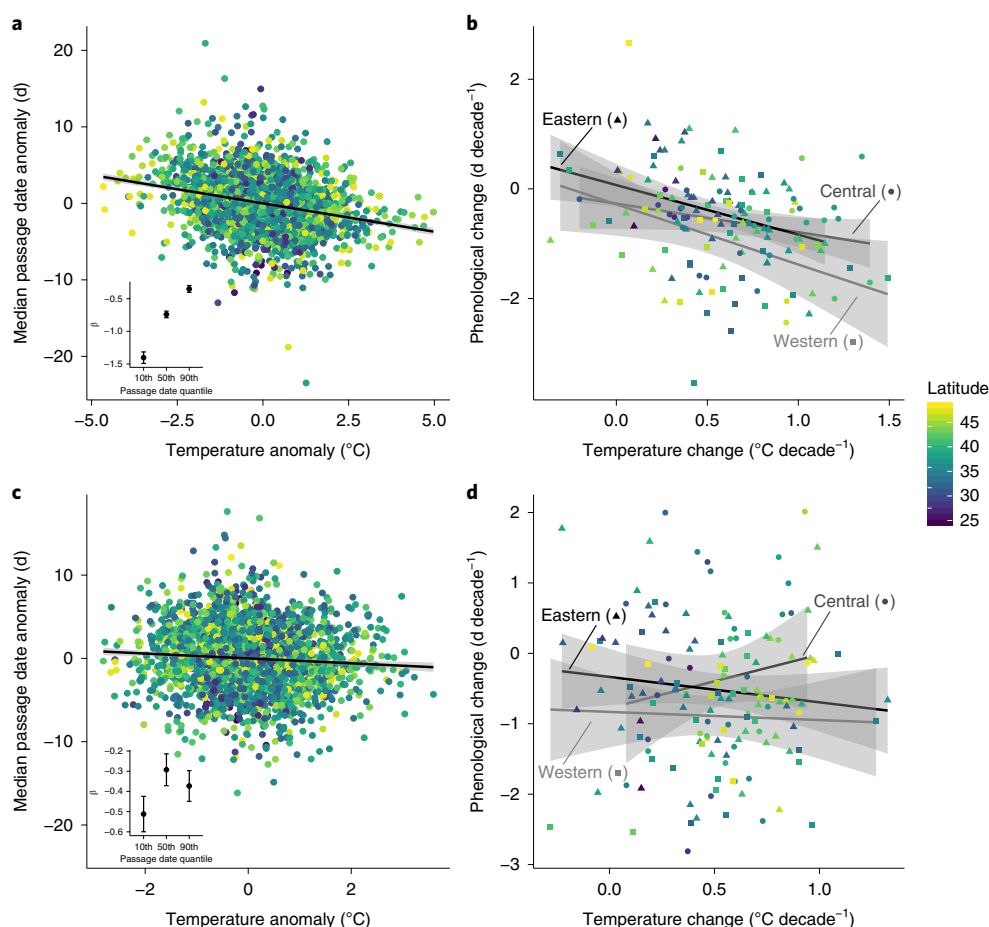 a
Median passage date anomaly (d)
20
10
0
−10
−20
−5.0
−2.5
0.0
2.5
5.0
Temperature anomaly (°C)
β
−0.5
−1.0
−1.5
10th 50th 90th
Passage date quantile
b
Phenological change (d decade−1)
2
0
−2
0.0
0.5
1.0
1.5
Temperature change (°C decade−1)
Eastern (▲)
Central (●)
Western (■)
Latitude
45
40
35
30
25
c
Median passage date anomaly (d)
10
0
−10
−20
−2
0
2
Temperature anomaly (°C)
β
−0.2
−0.3
−0.4
−0.5
−0.6
10th 50th 90th
Passage date quantile
d
Phenological change (d decade−1)
2
1
0
−1
−2
−3
0.0
0.5
1.0
Temperature change (°C decade−1)
Eastern (▲)
Central (●)
Western (■)